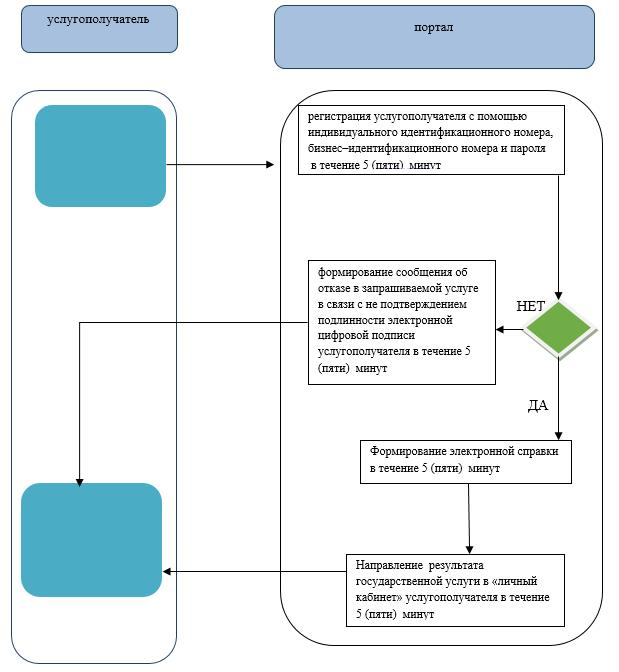 услугополучатель
портал
регистрация услугополучателя с помощью
индивидуального идентификационного номера,
бизнес–идентификационного номера и пароля
в течение 5 (пяти) минут
формирование сообщения об
отказе в запрашиваемой услуге
в связи с не подтверждением
подлинности электронной
цифровой подписи
услугополучателя в течение 5
(пяти) минут
НЕТ
ДА
Формирование электронной справки
в течение 5 (пяти) минут
Направление результата
государственной услуги в «личный
кабинет» услугополучателя в течение
5 (пяти) минут